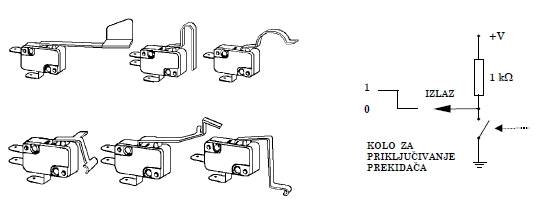 +V
1 kΩ
1
IZLAZ
0
KOLO ZA
PRIKLJUČIVANJE
PREKIDAČA